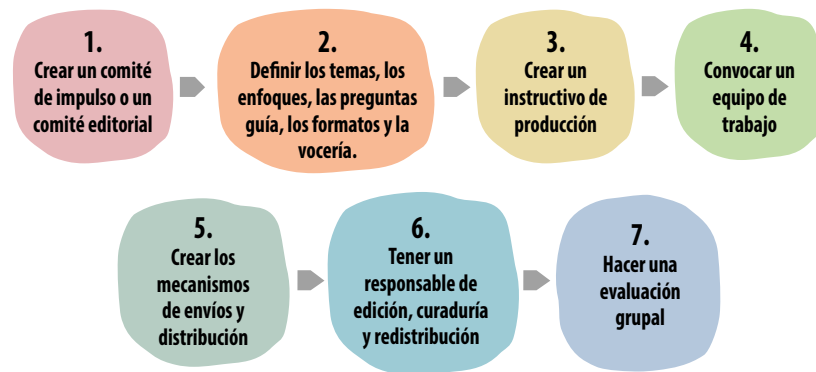 1.
Crear un comité
de impulso o un
comité editorial
2.
Definir los temas, los
enfoques, las preguntas
guía, los formatos y la
vocería.
3.
Crear un
instructivo de
producción
4.
Convocar un
equipo de
trabajo
5.
Crear los
mecanismos
de envíos y
distribución
6.
Tener un
responsable de
edición, curaduría
y redistribución
7.
Hacer una
evaluación
grupal